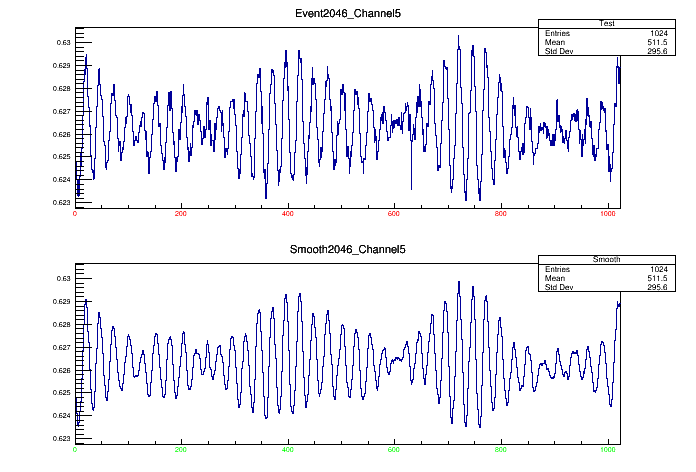 Event2046_Channel5
Test
Entries 1024
Mean 511.5
Std Dev 295.6
0.63
0.629
0.628
0.627
0.626
0.625
0.624
0.623
0 200 400 600 800 1000
Smooth2046_Channel5
Smooth
Entries 1024
Mean 511.5
Std Dev 295.6
0.63
0.629
0.628
0.627
0.626
0.625
0.624
0.623
0 200 400 600 800 1000